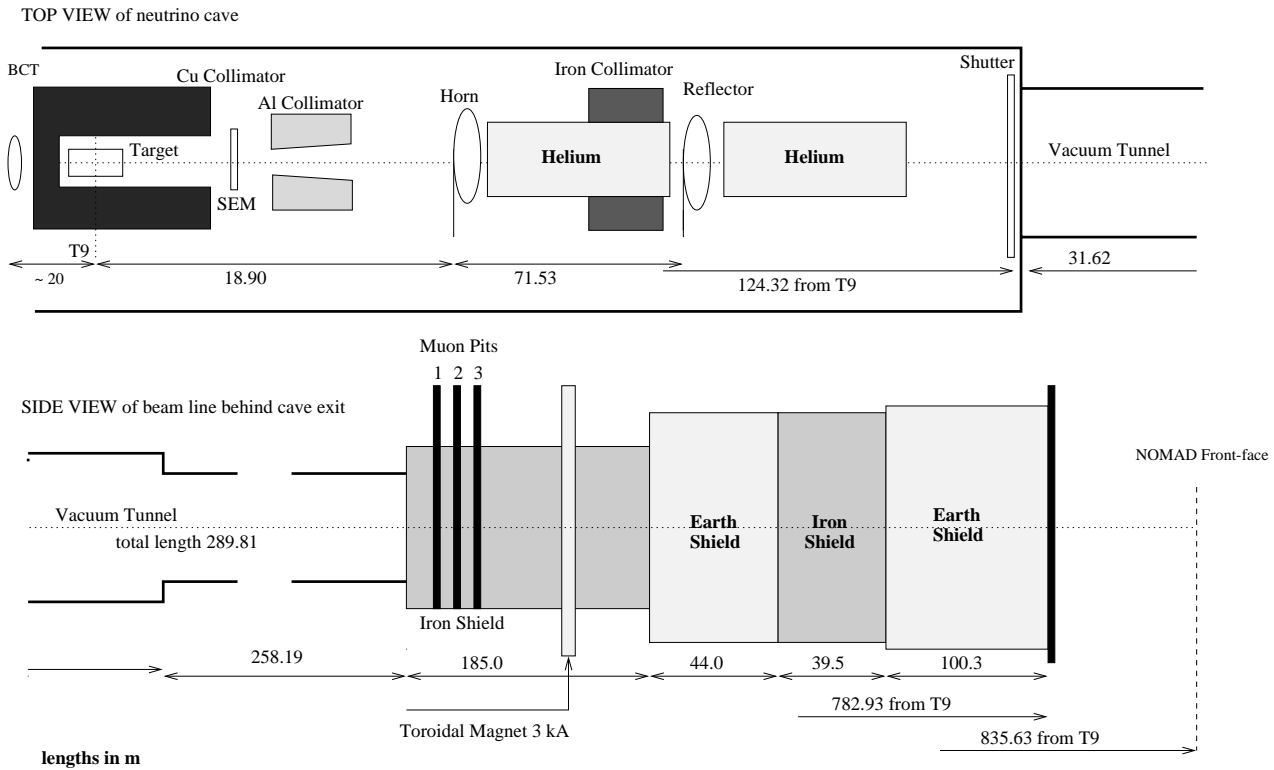 TOP VIEW of neutrino cave
BCT
Cu Collimator
Al Collimator
Horn
Iron Collimator
Reflector
Shutter
Target
Helium
Helium
Vacuum Tunnel
SEM
T9
~ 20
18.90
71.53
124.32 from T9
31.62
Muon Pits
1 2 3
SIDE VIEW of beam line behind cave exit
NOMAD Front-face
Vacuum Tunnel
total length 289.81
Earth
Shield
Iron
Shield
Earth
Shield
Iron Shield
258.19
185.0
44.0
39.5
100.3
782.93 from T9
Toroidal Magnet 3 kA
835.63 from T9
lengths in m